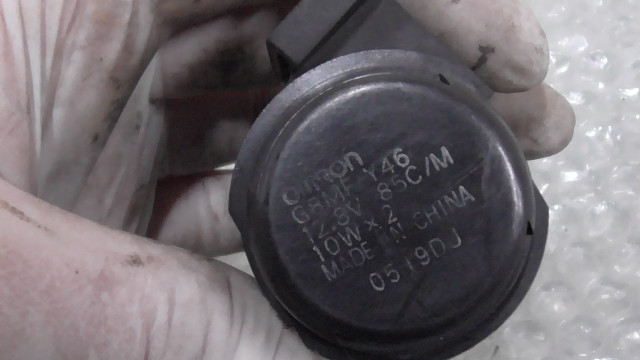 omron
G8MF-Y46
12.8V 85C/M
10W×2
MADE IN CHINA
0519DJ